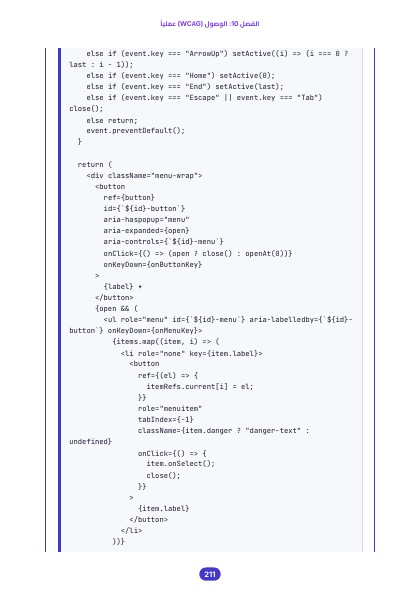 الفصل 10: الوصول (WCAG) عملياً
else if (event.key === "ArrowUp") setActive((i) => (i === 0 ?
last : i - 1));
else if (event.key === "Home") setActive(0);
else if (event.key === "End") setActive(last);
else if (event.key === "Escape" || event.key === "Tab")
close();
else return;
event.preventDefault();
}
return (
<div className="menu-wrap">
<button
ref={button}
id={`${id}-button`}
aria-haspopup="menu"
aria-expanded={open}
aria-controls={`${id}-menu`}
onClick={() => (open ? close() : openAt(0))}
onKeyDown={onButtonKey}
>
{label} ▾
</button>
{open && (
<ul role="menu" id={`${id}-menu`} aria-labelledby={`${id}-
button`} onKeyDown={onMenuKey}>
{items.map((item, i) => (
<li role="none" key={item.label}>
<button
ref={(el) => {
itemRefs.current[i] = el;
}}
role="menuitem"
tabIndex={-1}
className={item.danger ? "danger-text" :
undefined}
onClick={() => {
item.onSelect();
close();
}}
>
{item.label}
</button>
</li>
))}
211